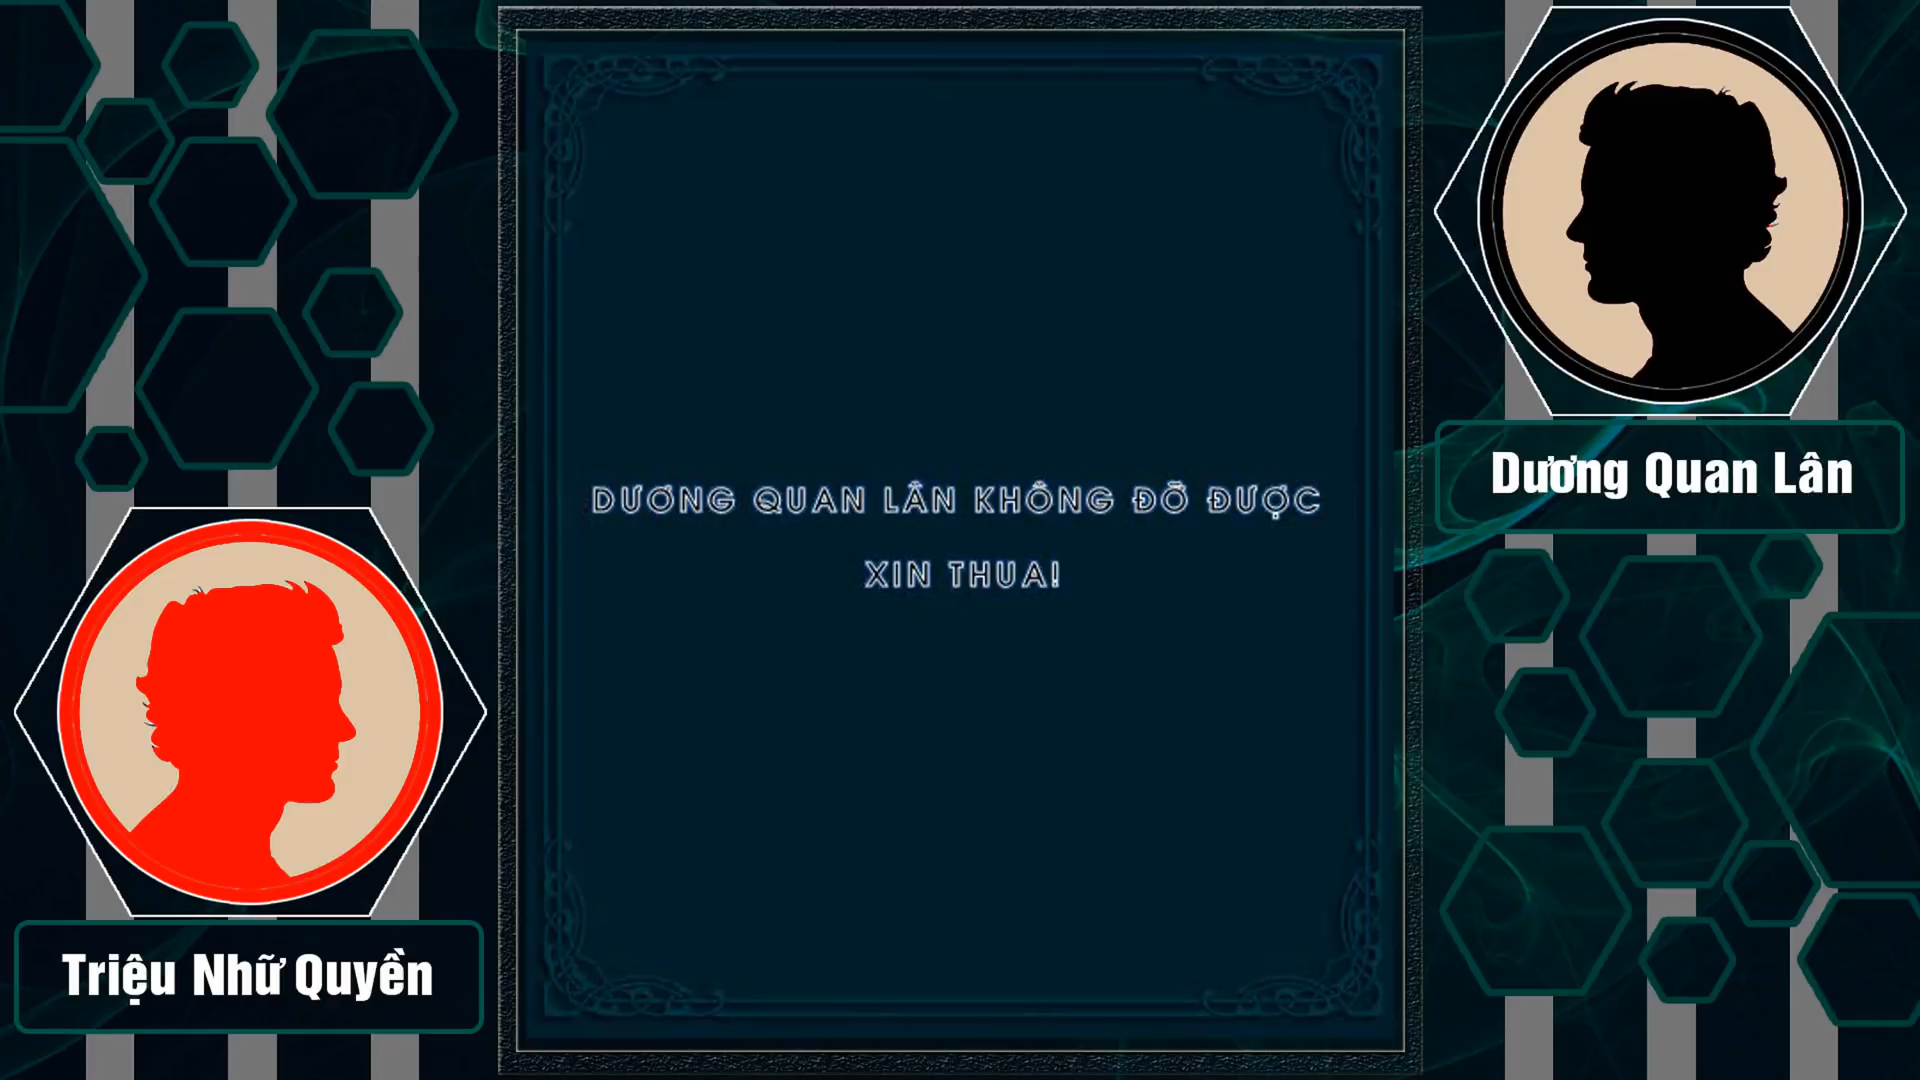 Dương Quan Lân
DƯƠNG QUAN LÂN KHÔNG ĐỠ ĐƯỢC
XIN THUA!
Triệu Nhữ Quyền